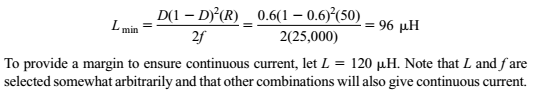 L min = D(1 − D)²(R) / 2f = 0.6(1 − 0.6)²(50) / 2(25,000) = 96 μH
To provide a margin to ensure continuous current, let L = 120 μH. Note that L and f are
selected somewhat arbitrarily and that other combinations will also give continuous current.